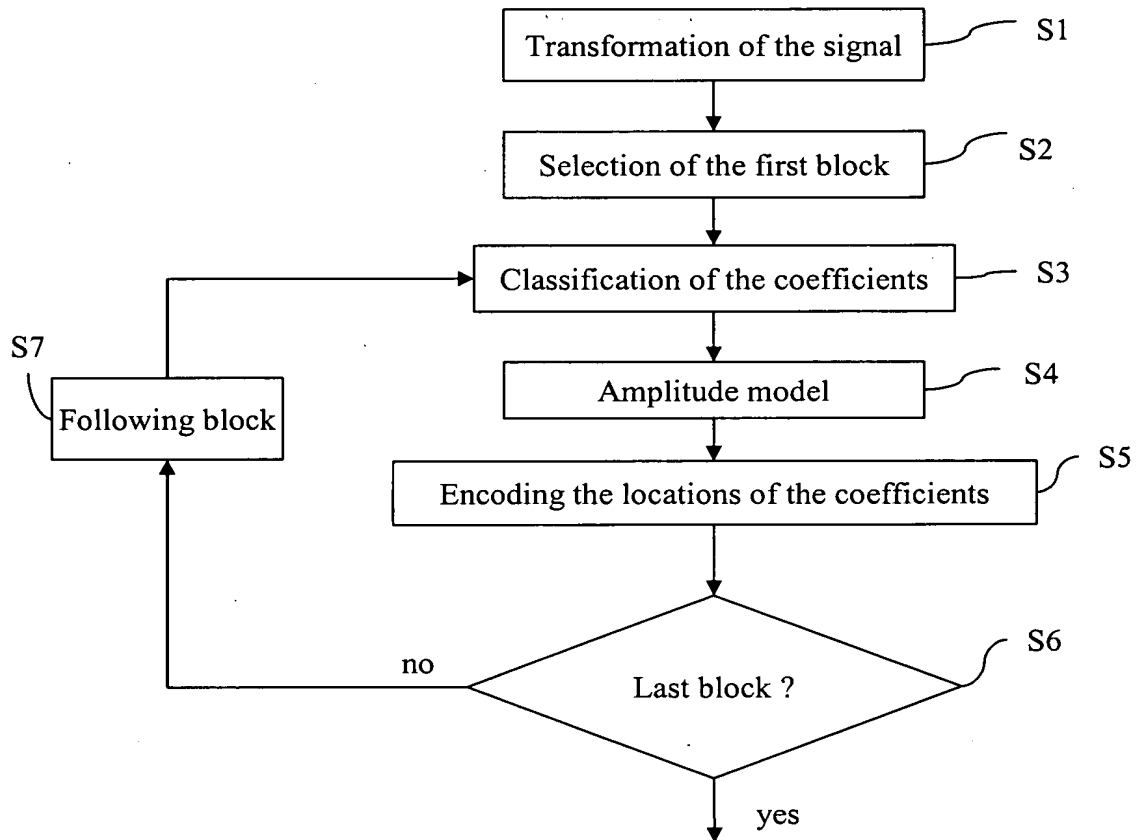 Transformation of the signal
S1
Selection of the first block
S2
Classification of the coefficients
S3
S7
Following block
Amplitude model
S4
Encoding the locations of the coefficients
S5
no
Last block ?
S6
yes